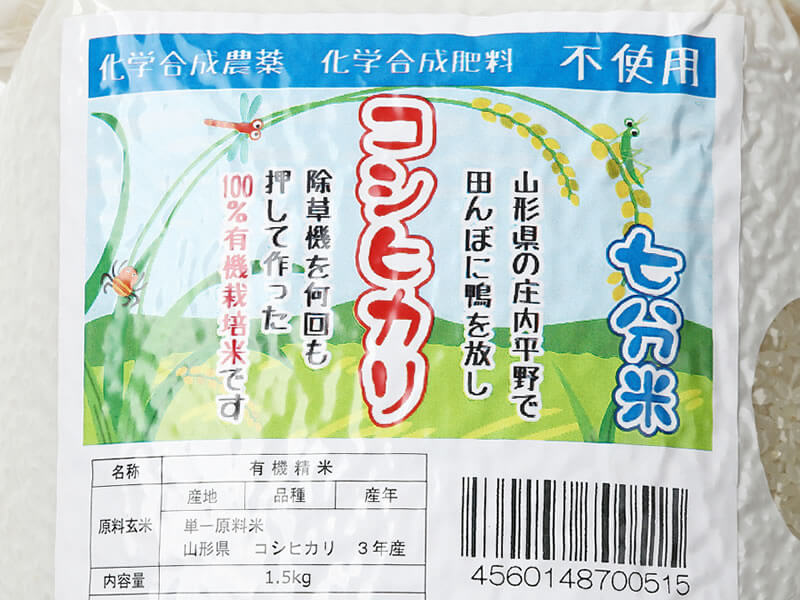 化学合成農薬 化学合成肥料 不使用
七分米
山形県の庄内平野で
田んぼに鴨を放し
コシヒカリ
除草機を何回も
押して作った
100%有機栽培米です
名称 有機精米
原料玄米 産地 品種 産年
単一原料米
山形県 コシヒカリ 3年産
内容量 1.5kg
4560148700515